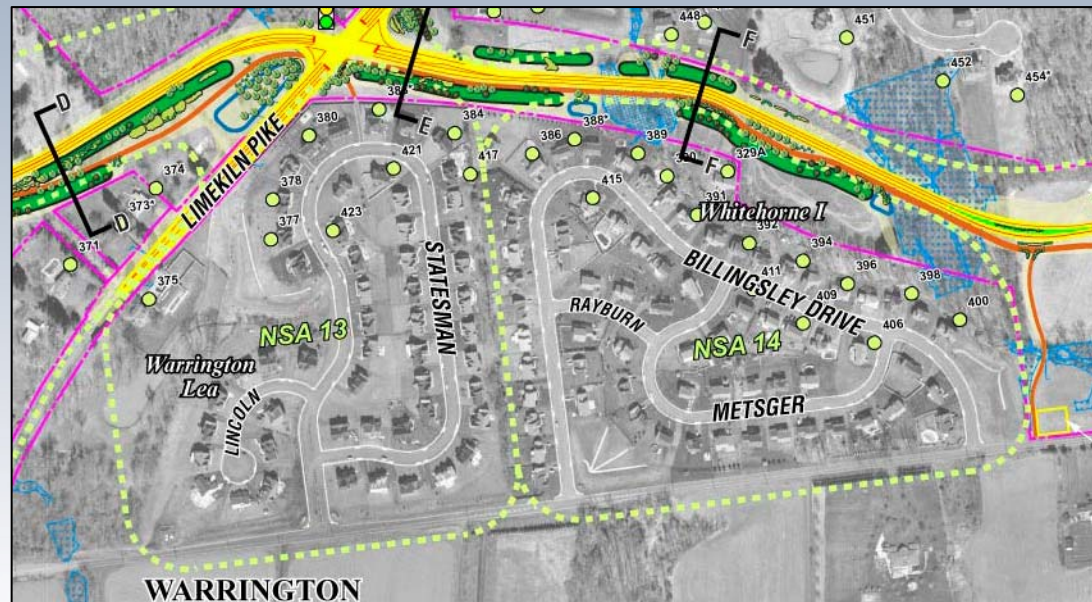 448
451
452
454*
F
D
E
384
380
388*
386
389
329A
F
421
417
374
373*
378
415
391
LIMEKILN PIKE
Whitehorne I
D
371
377
423
392
394
375
STATESMAN
BILLINGSLEY DRIVE
411
396
398
409
400
RAYBURN
406
NSA 13
NSA 14
Warrington
Lea
LINCOLN
METSGER
WARRINGTON